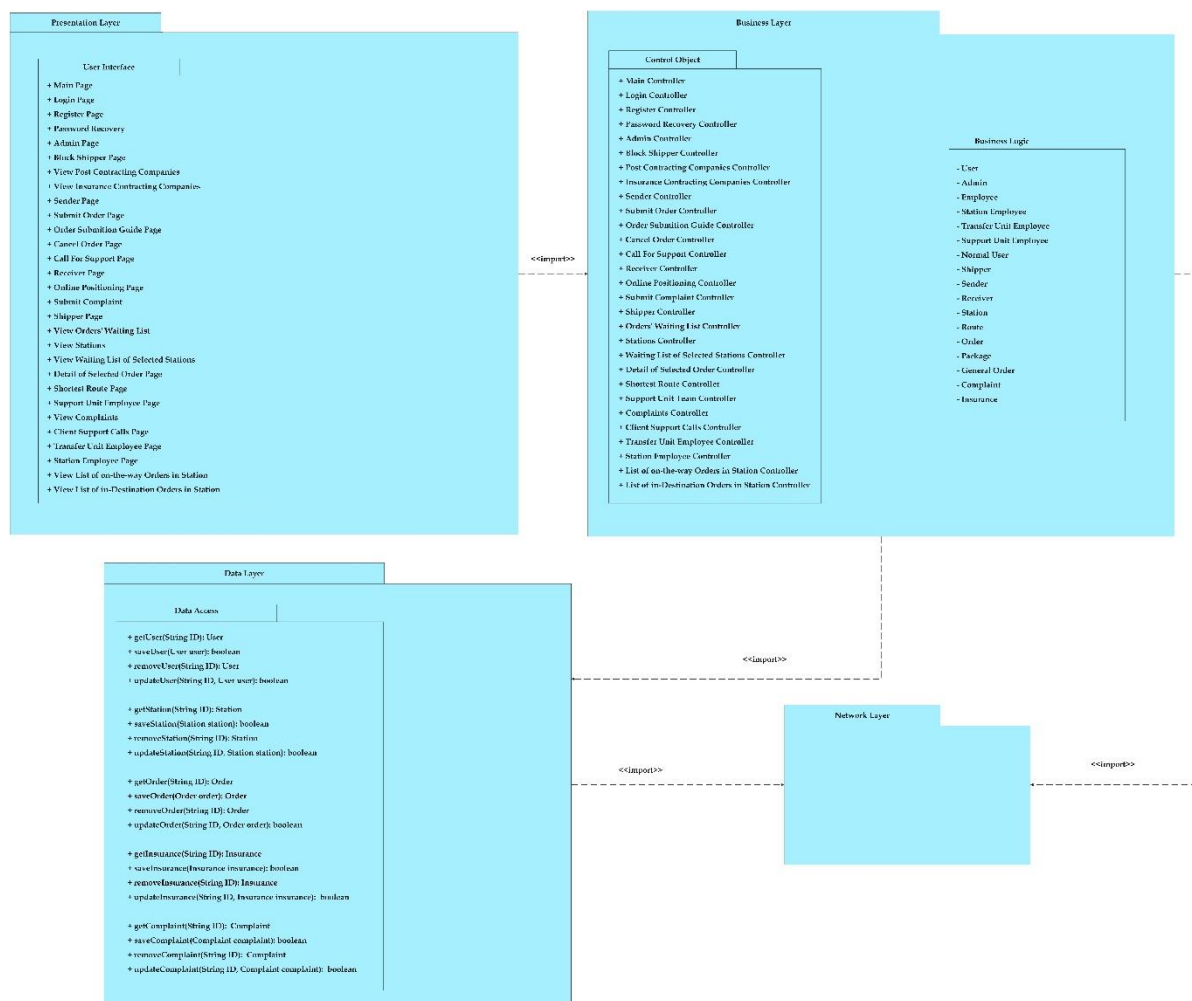 Presentation Layer
User Interface
+ Main Page
+ Login Page
+ Register Page
+ Password Recovery
+ Admin Page
+ Block Shipper Page
+ View Post Contracting Companies
+ View Insurance Contracting Companies
+ Sender Page
+ Submit Order Page
+ Order Submition Guide Page
+ Cancel Order Page
+ Call For Support Page
+ Receiver Page
+ Online Positioning Page
+ Submit Complaint
+ Shipper Page
+ View Orders' Waiting List
+ View Stations
+ View Waiting List of Selected Stations
+ Detail of Selected Order Page
+ Shortest Route Page
+ Support Unit Employee Page
+ View Complaints
+ Client Support Calls Page
+ Transfer Unit Employee Page
+ Station Employee Page
+ View List of on-the-way Orders in Station
+ View List of in-Destination Orders in Station
<<import>>
Business Layer
Control Object
+ Main Controller
+ Login Controller
+ Register Controller
+ Password Recovery Controller
+ Admin Controller
+ Block Shipper Controller
+ Post Contracting Companies Controller
+ Insurance Contracting Companies Controller
+ Sender Controller
+ Submit Order Controller
+ Order Submition Guide Controller
+ Cancel Order Controller
+ Call For Support Controller
+ Receiver Controller
+ Online Positioning Controller
+ Submit Complaint Controller
+ Shipper Controller
+ Orders' Waiting List Controller
+ Stations Controller
+ Waiting List of Selected Stations Controller
+ Detail of Selected Order Controller
+ Shortest Route Controller
+ Support Unit Team Controller
+ Complaints Controller
+ Client Support Calls Controller
+ Transfer Unit Employee Controller
+ Station Employee Controller
+ List of on-the-way Orders in Station Controller
+ List of in-Destination Orders in Station Controller
Business Logic
- User
- Admin
- Employee
- Station Employee
- Transfer Unit Employee
- Support Unit Employee
- Normal User
- Shipper
- Sender
- Receiver
- Station
- Route
- Order
- Package
- General Order
- Complaint
- Insurance
Data Layer
Data Access
+ getUser(String ID): User
+ saveUser(User user): boolean
+ removeUser(String ID): User
+ updateUser(String ID, User user): boolean
+ getStation(String ID): Station
+ saveStation(Station station): boolean
+ removeStation(String ID): Station
+ updateStation(String ID, Station station): boolean
+ getOrder(String ID): Order
+ saveOrder(Order order): Order
+ removeOrder(String ID): Order
+ updateOrder(String ID, Order order): boolean
+ getInsurance(String ID): Insurance
+ saveInsurance(Insurance insurance): boolean
+ removeInsurance(String ID): Insurance
+ updateInsurance(String ID, Insurance insurance): boolean
+ getComplaint(String ID): Complaint
+ saveComplaint(Complaint complaint): boolean
+ removeComplaint(String ID): Complaint
+ updateComplaint(String ID, Complaint complaint): boolean
<<import>>
<<import>>
Network Layer
<<import>>